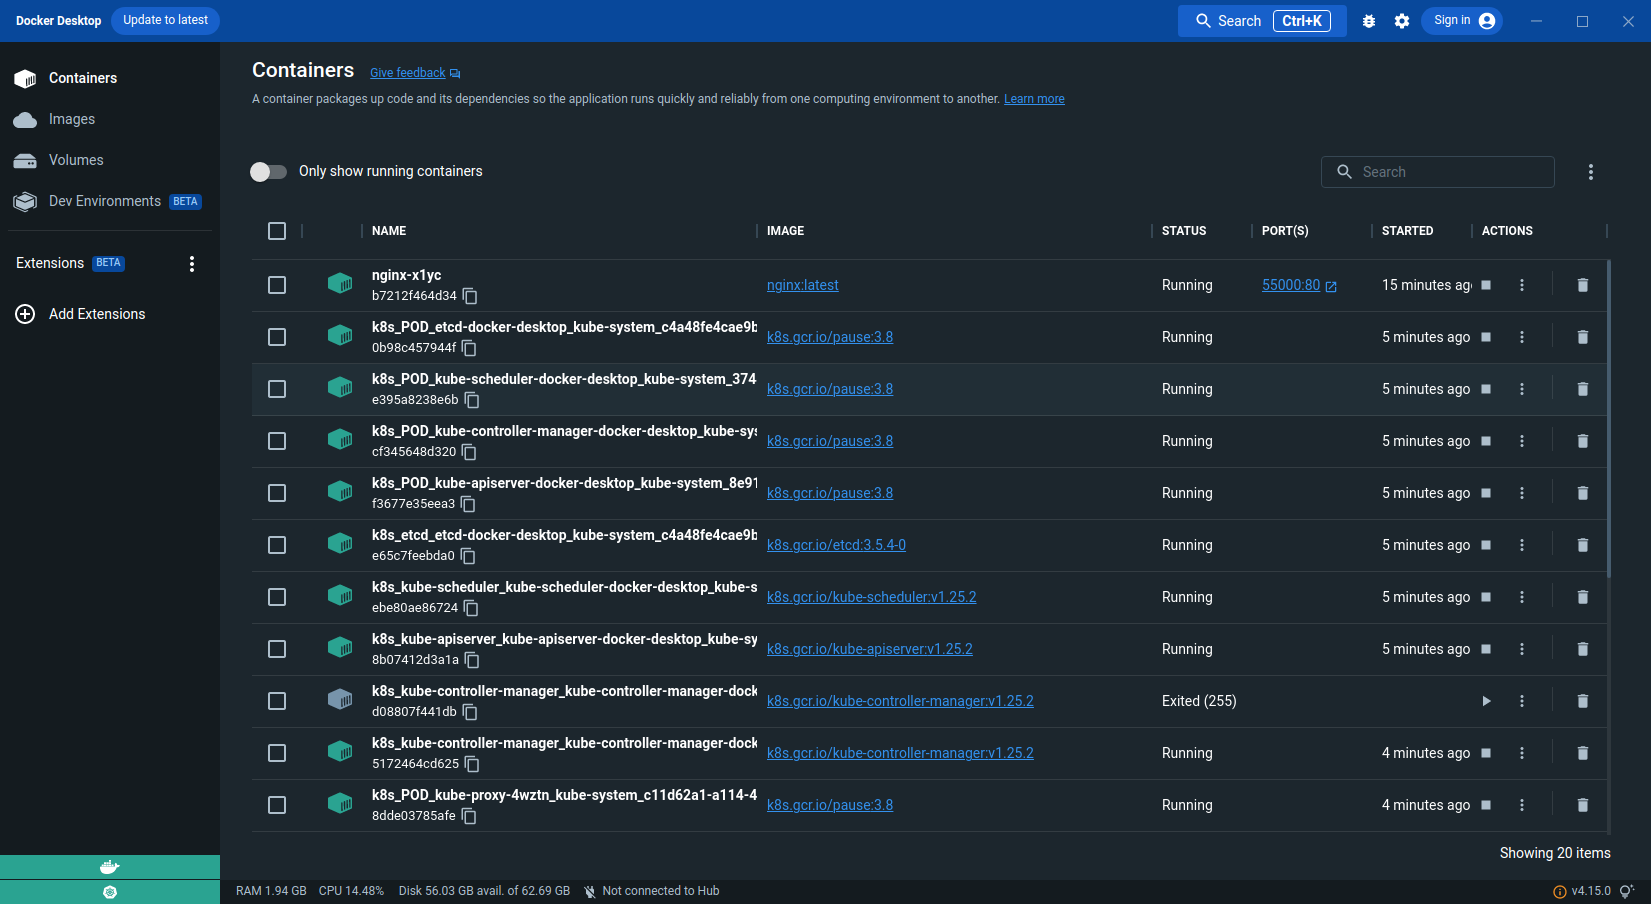 Docker Desktop Update to latest Search Ctrl+K Sign in
Containers
Images
Volumes
Dev Environments BETA
Extensions BETA
Add Extensions
Containers Give feedback
A container packages up code and its dependencies so the application runs quickly and reliably from one computing environment to another. Learn more
Only show running containers Search
NAME IMAGE STATUS PORT(S) STARTED ACTIONS
nginx-x1yc
b7212f464d34 nginx:latest Running 55000:80 15 minutes ag
k8s_POD_etcd-docker-desktop_kube-system_c4a48fe4cae9b
0b98c457944f k8s.gcr.io/pause:3.8 Running 5 minutes ago
k8s_POD_kube-scheduler-docker-desktop_kube-system_374
e395a8238e6b k8s.gcr.io/pause:3.8 Running 5 minutes ago
k8s_POD_kube-controller-manager-docker-desktop_kube-sys
cf345648d320 k8s.gcr.io/pause:3.8 Running 5 minutes ago
k8s_POD_kube-apiserver-docker-desktop_kube-system_8e91
f3677e35eea3 k8s.gcr.io/pause:3.8 Running 5 minutes ago
k8s_etcd_etcd-docker-desktop_kube-system_c4a48fe4cae9b
e65c7feebda0 k8s.gcr.io/etcd:3.5.4-0 Running 5 minutes ago
k8s_kube-scheduler_kube-scheduler-docker-desktop_kube-s
ebe80ae86724 k8s.gcr.io/kube-scheduler:v1.25.2 Running 5 minutes ago
k8s_kube-apiserver_kube-apiserver-docker-desktop_kube-sy
8b07412d3a1a k8s.gcr.io/kube-apiserver:v1.25.2 Running 5 minutes ago
k8s_kube-controller-manager_kube-controller-manager-dock
d08807f441db k8s.gcr.io/kube-controller-manager:v1.25.2 Exited (255)
k8s_kube-controller-manager_kube-controller-manager-dock
5172464cd625 k8s.gcr.io/kube-controller-manager:v1.25.2 Running 4 minutes ago
k8s_POD_kube-proxy-4wztn_kube-system_c11d62a1-a114-4
8dde03785afe k8s.gcr.io/pause:3.8 Running 4 minutes ago
Showing 20 items
RAM 1.94 GB CPU 14.48% Disk 56.03 GB avail. of 62.69 GB Not connected to Hub v4.15.0